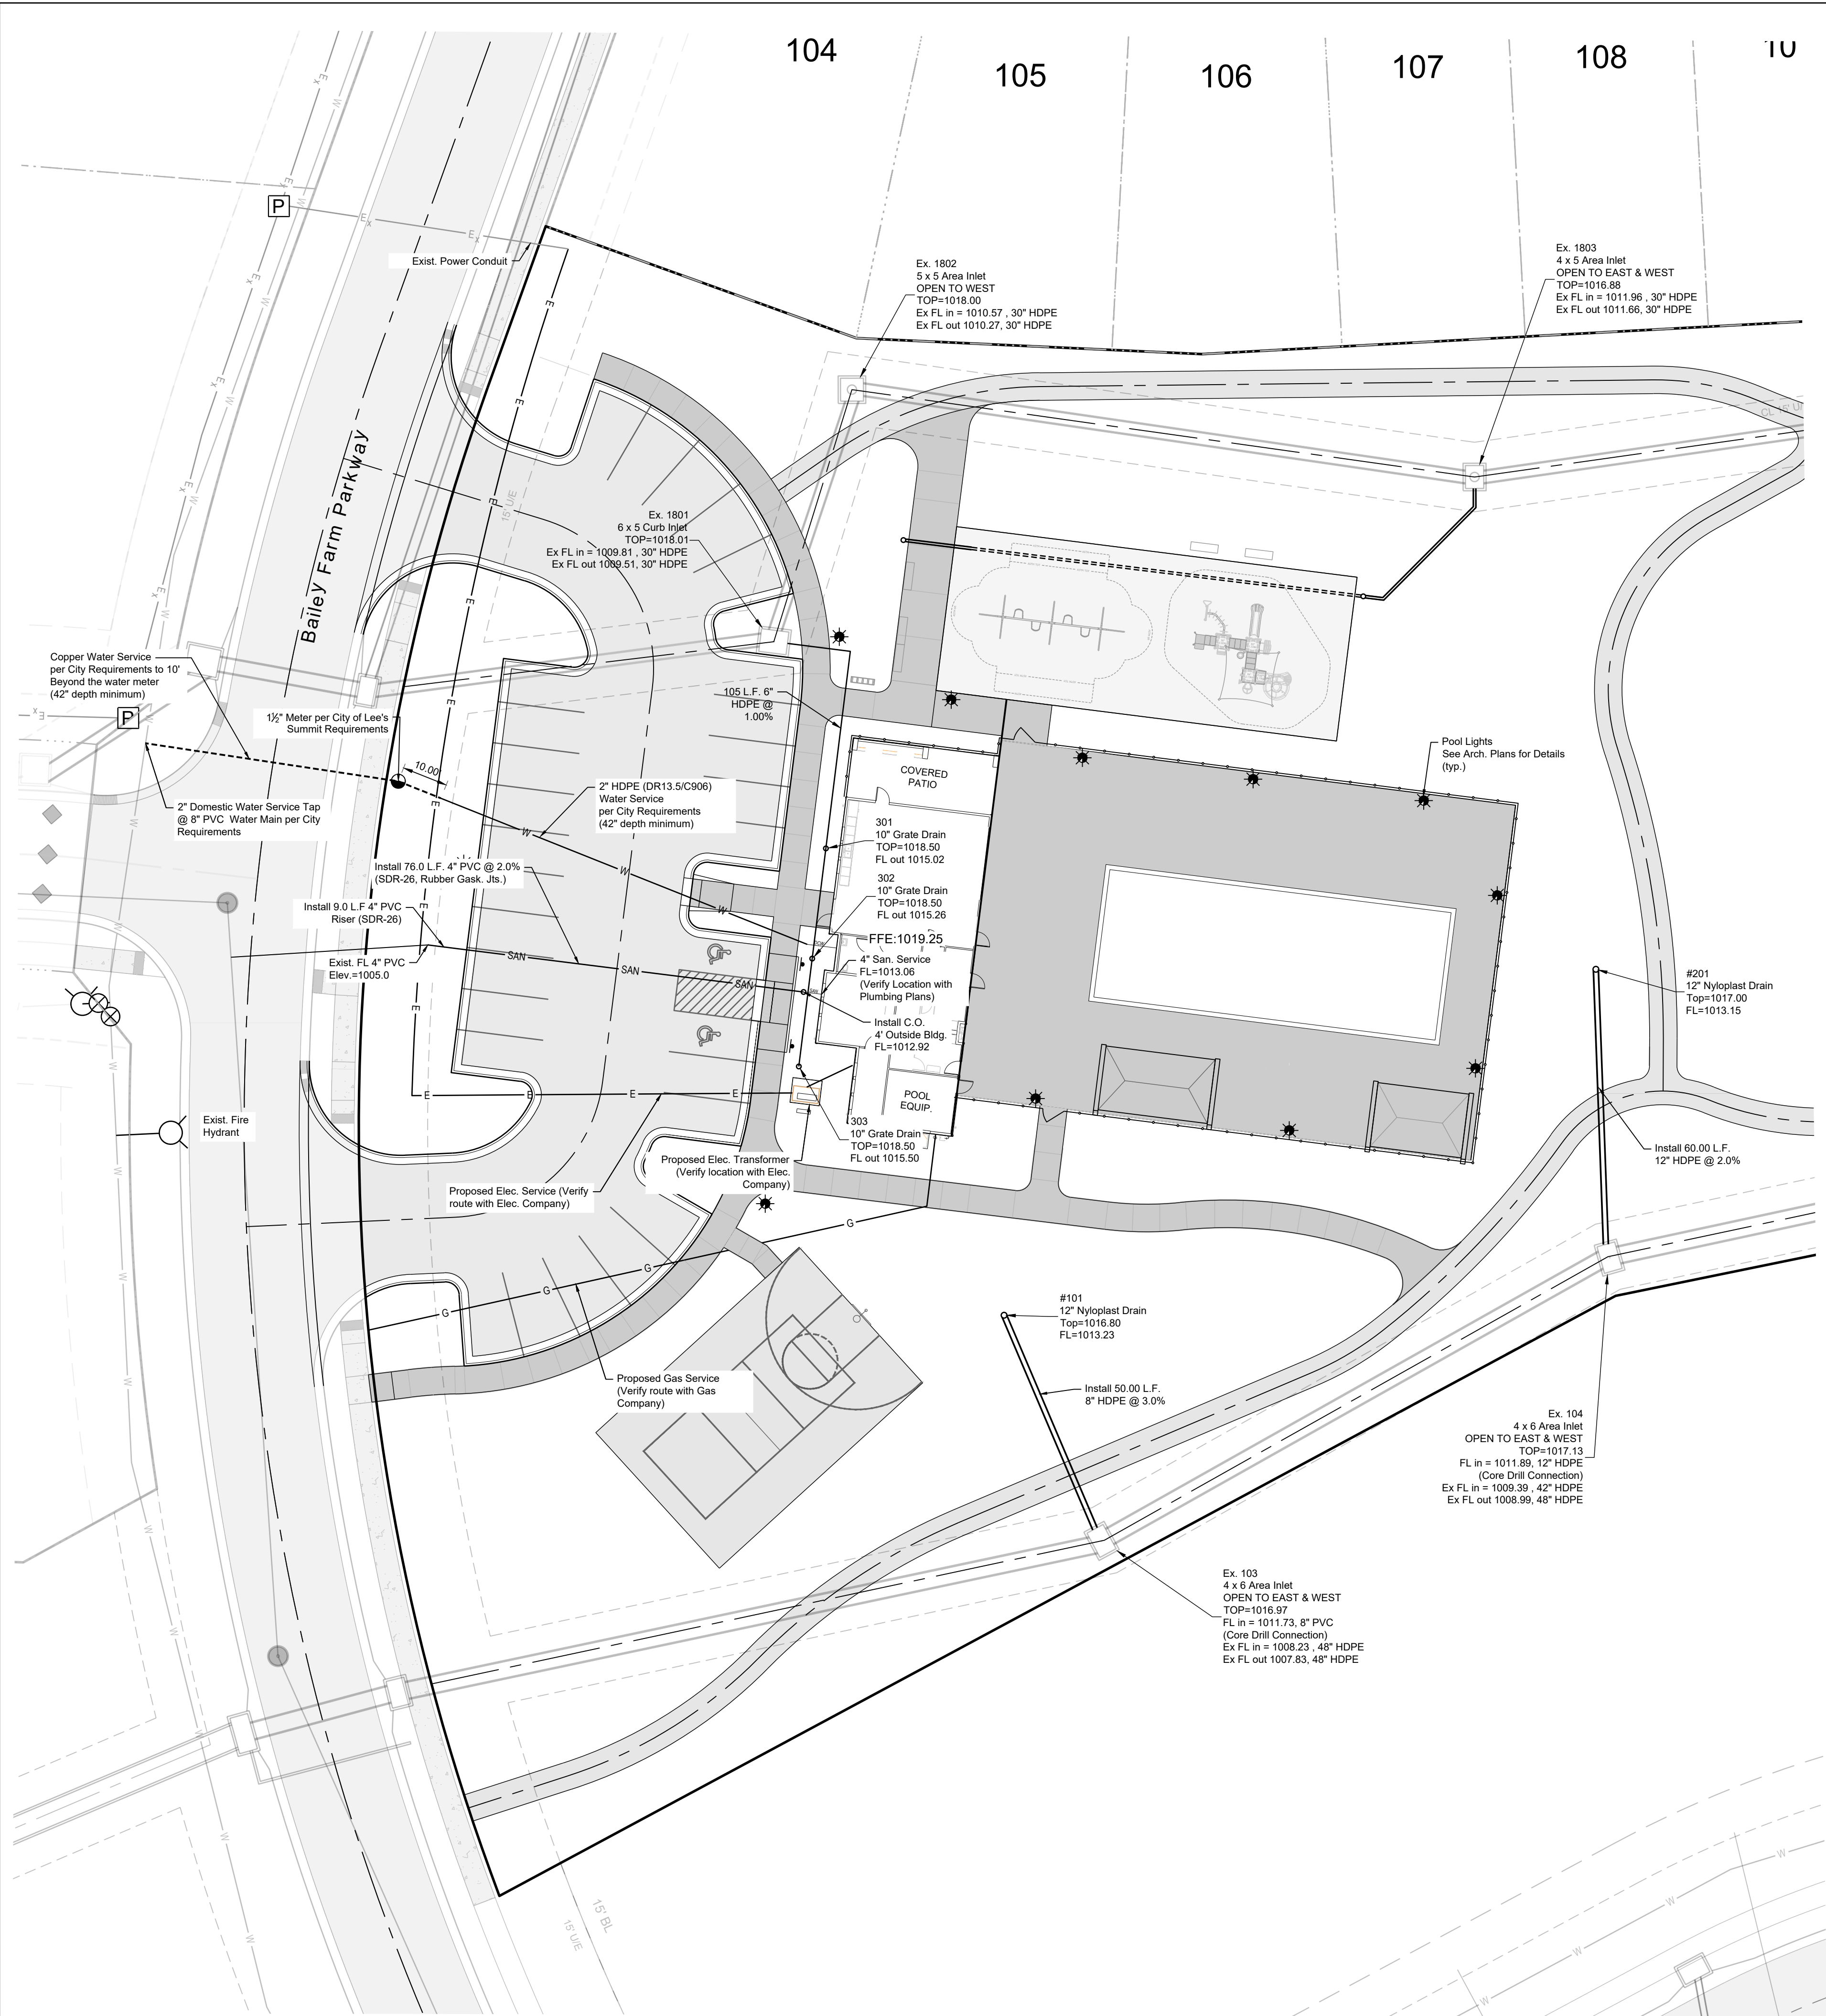 104
105
106
107
108
Ex. 1803
4 x 5 Area Inlet
OPEN TO EAST & WEST
TOP=1016.88
Ex FL in = 1011.96 , 30" HDPE
Ex FL out 1011.66, 30" HDPE
Ex. 1802
5 x 5 Area Inlet
OPEN TO WEST
TOP=1018.00
Ex FL in = 1010.57 , 30" HDPE
Ex FL out 1010.27, 30" HDPE
P
Exist. Power Conduit
Bailey Farm Parkway
15' U/E
Ex. 1801
6 x 5 Curb Inlet
TOP=1018.01
Ex FL in = 1009.81 , 30" HDPE
Ex FL out 1009.51, 30" HDPE
Copper Water Service
per City Requirements to 10'
Beyond the water meter
(42" depth minimum)
P
1½" Meter per City of Lee's
Summit Requirements
10.00
105 L.F. 6"
HDPE @
1.00%
Pool Lights
See Arch. Plans for Details
(typ.)
COVERED
PATIO
2" HDPE (DR13.5/C906)
Water Service
per City Requirements
(42" depth minimum)
2" Domestic Water Service Tap
@ 8" PVC Water Main per City
Requirements
301
10" Grate Drain
TOP=1018.50
FL out 1015.02
302
10" Grate Drain
TOP=1018.50
FL out 1015.26
Install 76.0 L.F. 4" PVC @ 2.0%
(SDR-26, Rubber Gask. Jts.)
Install 9.0 L.F 4" PVC
Riser (SDR-26)
FFE:1019.25
4" San. Service
FL=1013.06
(Verify Location with
Plumbing Plans)
Exist. FL 4" PVC
Elev.=1005.0
SAN
SAN
SAN
W
W
W
E
E
E
E
#201
12" Nyloplast Drain
Top=1017.00
FL=1013.15
Install C.O.
4' Outside Bldg.
FL=1012.92
POOL
EQUIP.
Exist. Fire
Hydrant
303
10" Grate Drain
TOP=1018.50
FL out 1015.50
Install 60.00 L.F.
12" HDPE @ 2.0%
Proposed Elec. Transformer
(Verify location with Elec.
Company)
Proposed Elec. Service (Verify
route with Elec. Company)
G
G
G
G
#101
12" Nyloplast Drain
Top=1016.80
FL=1013.23
Proposed Gas Service
(Verify route with Gas
Company)
Install 50.00 L.F.
8" HDPE @ 3.0%
Ex. 104
4 x 6 Area Inlet
OPEN TO EAST & WEST
TOP=1017.13
FL in = 1011.89, 12" HDPE
(Core Drill Connection)
Ex FL in = 1009.39 , 42" HDPE
Ex FL out 1008.99, 48" HDPE
Ex. 103
4 x 6 Area Inlet
OPEN TO EAST & WEST
TOP=1016.97
FL in = 1011.73, 8" PVC
(Core Drill Connection)
Ex FL in = 1008.23 , 48" HDPE
Ex FL out 1007.83, 48" HDPE
15' BL
15' U/E